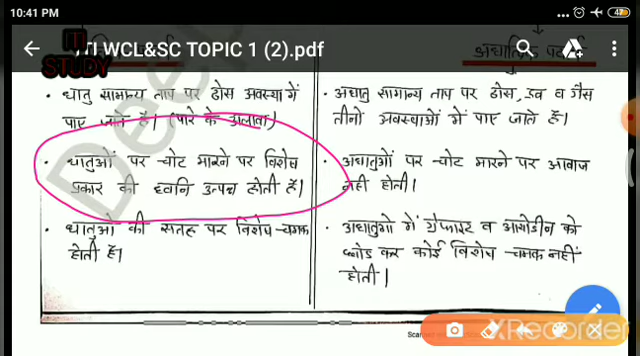 10:41 PM
47
ITI WCL&SC TOPIC 1 (2).pdf
ITI
STUDY
• धातु सामान्य ताप पर ठोस अवस्था में
पाए जाते हैं। (पारे के अलावा)
• धातुओं पर चोट मारने पर विशेष
प्रकार की ध्वनि उत्पन्न होती हैं।
• धातुओ की सतह पर विशेष चमक
होती हैं।
• अधातु सामान्य ताप पर ठोस, द्रव व गैस
तीनो अवस्थाओं में पाए जाते हैं।
• अधातुओं पर चोट मारने पर आवाज
नही होती।
• अधातुओ में ग्रेफाइट व आयोडीन को
छोड कर कोई विशेष चमक नहीं
होती।
Scan
XRecorder